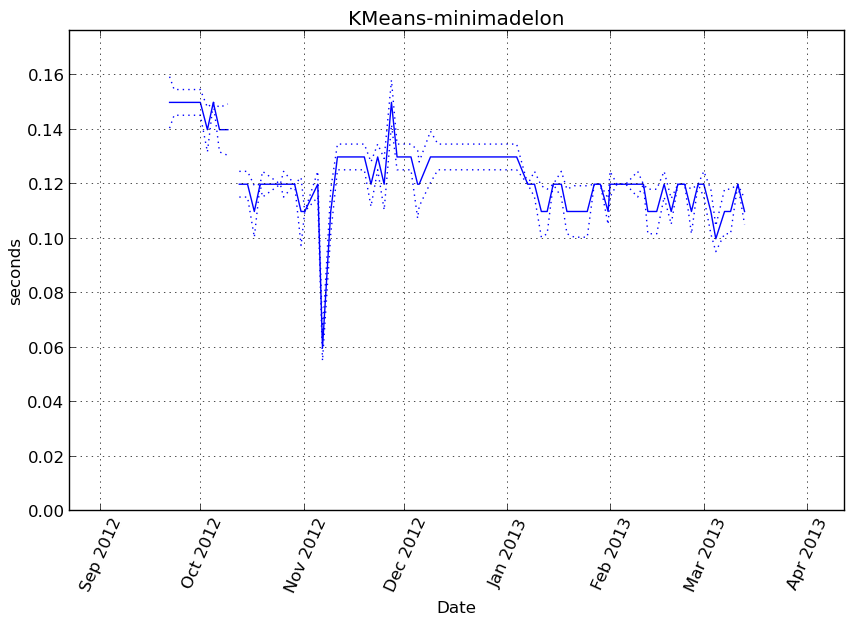 KMeans-minimadelon
0.16
0.14
0.12
0.10
0.08
0.06
0.04
0.02
0.00
seconds
Sep 2012
Oct 2012
Nov 2012
Dec 2012
Jan 2013
Feb 2013
Mar 2013
Apr 2013
Date